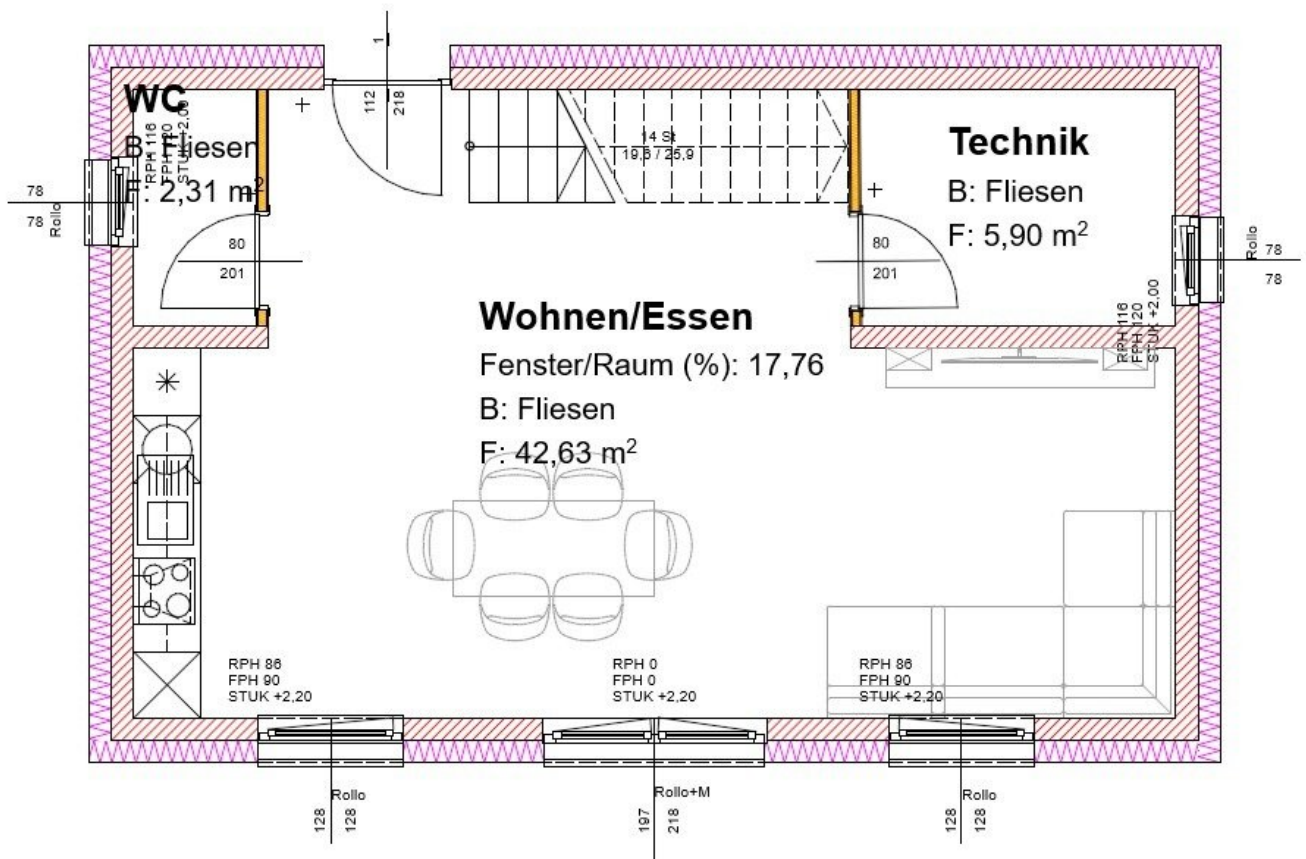 1
112
218
WC
B: Fliesen
F: 2,31 m²
RPH 116
FPH 120
STUK +2,00
78
78
Rollo
80
201
14 St
19,6 / 25,9
Technik
B: Fliesen
F: 5,90 m²
80
201
Rollo
78
78
RPH 116
FPH 120
STUK +2,00
Wohnen/Essen
Fenster/Raum (%): 17,76
B: Fliesen
F: 42,63 m²
RPH 86
FPH 90
STUK +2,20
RPH 0
FPH 0
STUK +2,20
RPH 86
FPH 90
STUK +2,20
Rollo
128
128
Rollo+M
197
218
Rollo
128
128